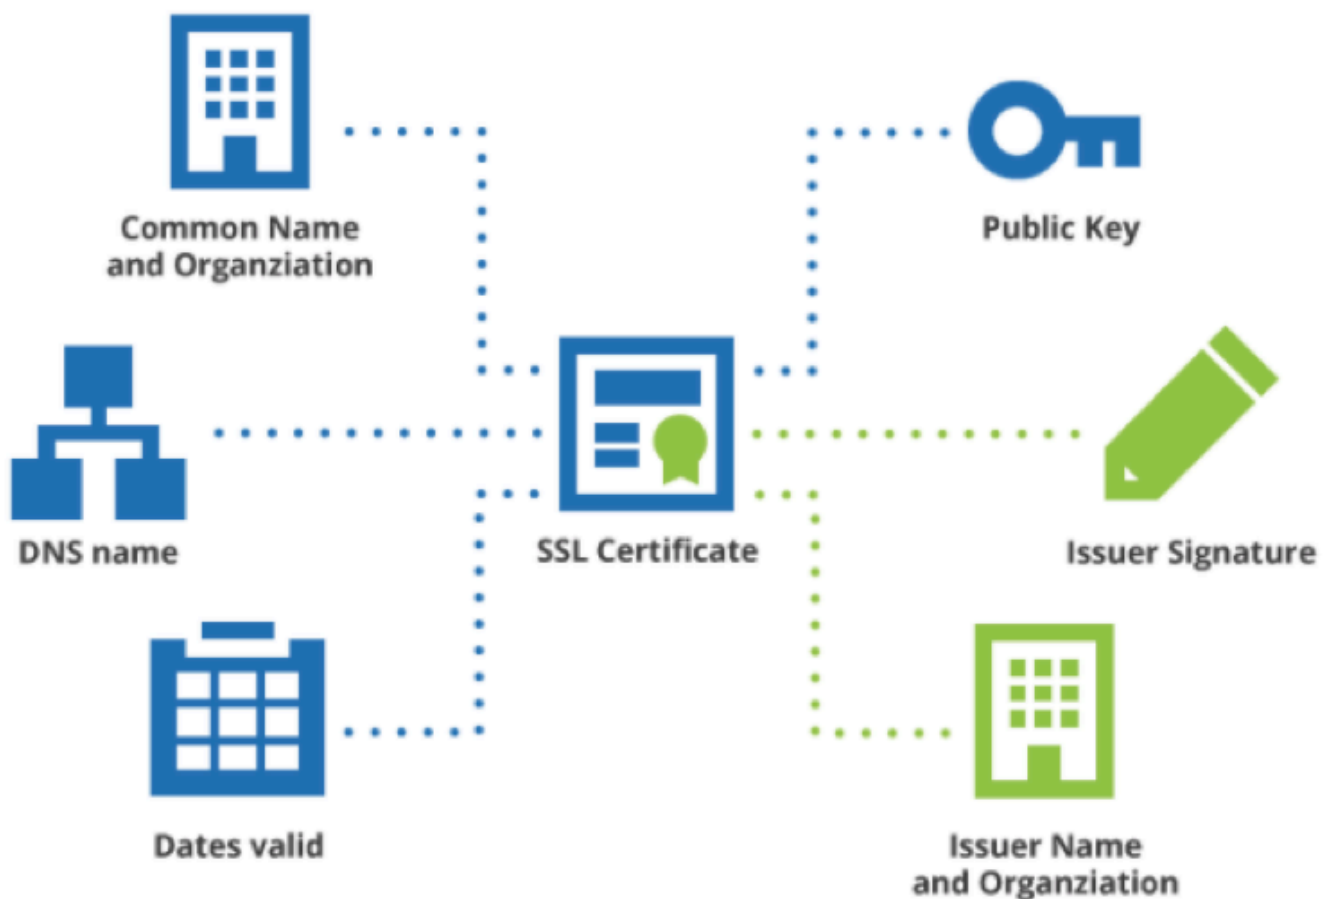 Common Name
and Organziation
Public Key
DNS name
SSL Certificate
Issuer Signature
Dates valid
Issuer Name
and Organziation